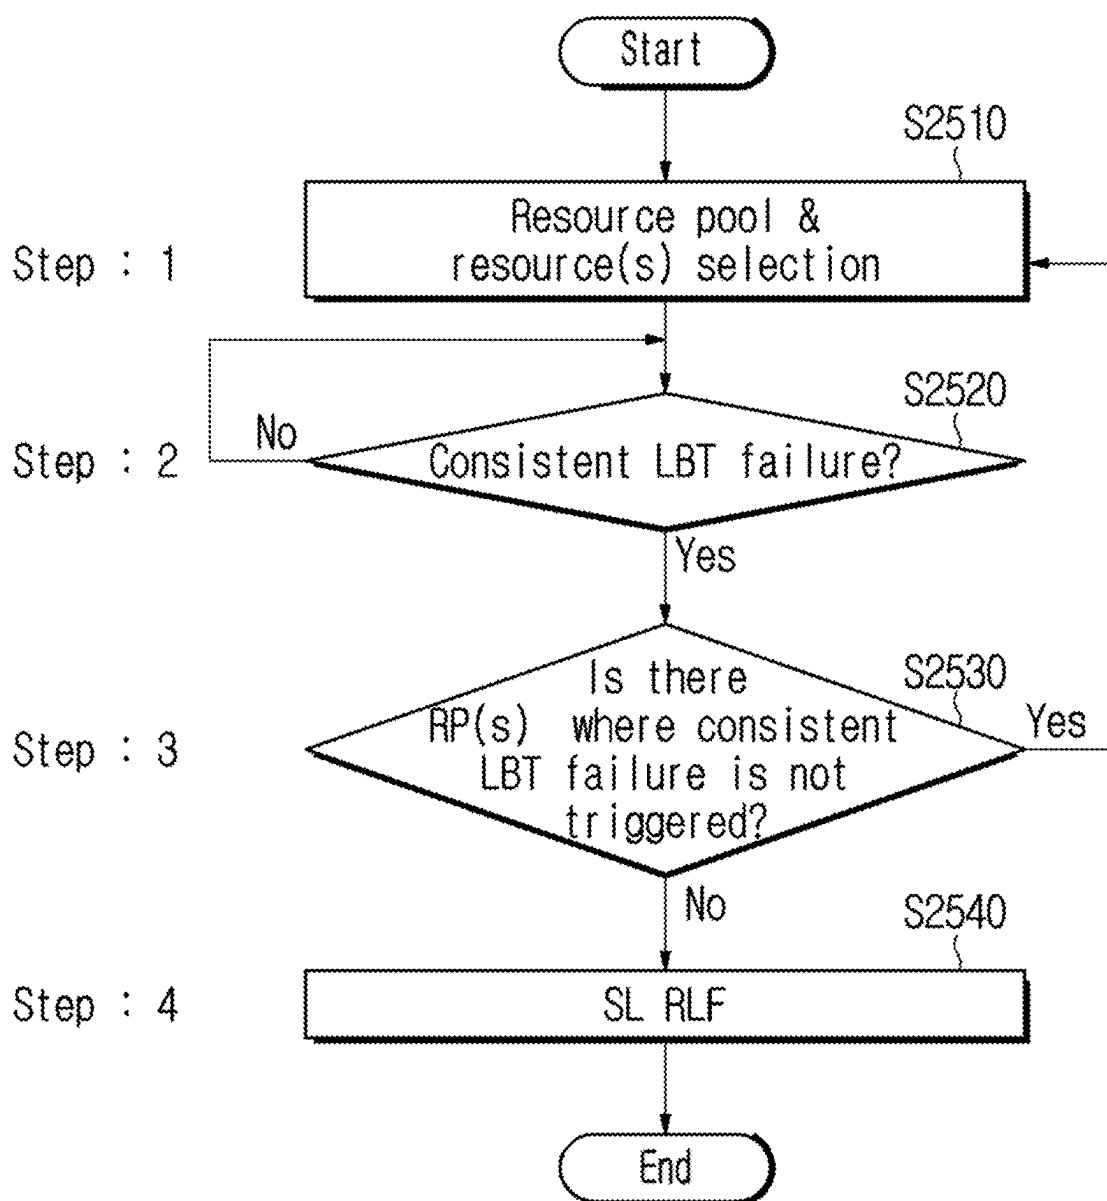 Start
S2510
Resource pool &
resource(s) selection
Step : 1
S2520
No
Consistent LBT failure?
Step : 2
Yes
Is there
S2530
RP(s) where consistent
Yes
Step : 3
LBT failure is not
triggered?
No
S2540
Step : 4
SL RLF
End